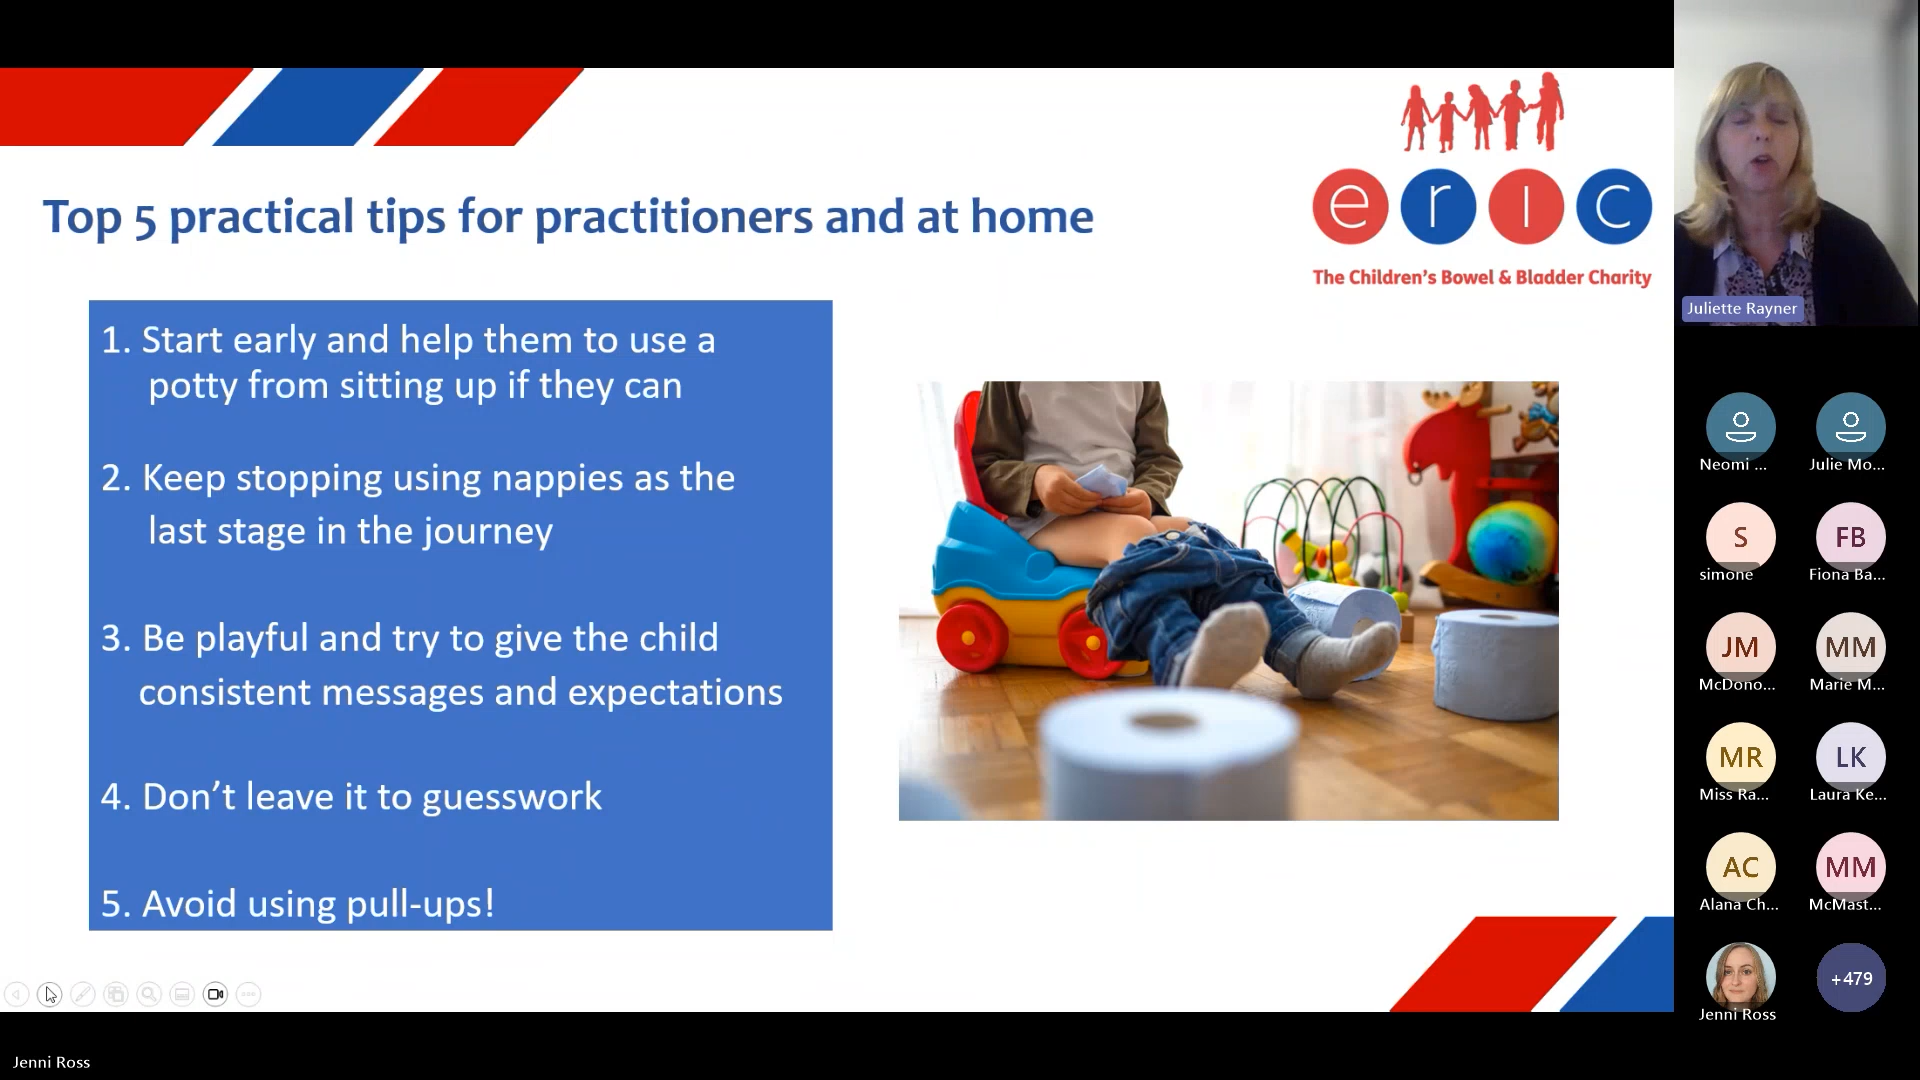 Top 5 practical tips for practitioners and at home
eric
The Children's Bowel & Bladder Charity
1. Start early and help them to use a
potty from sitting up if they can
2. Keep stopping using nappies as the
last stage in the journey
3. Be playful and try to give the child
consistent messages and expectations
4. Don't leave it to guesswork
5. Avoid using pull-ups!
Juliette Rayner
Neomi ...
Julie Mo...
S
simone
FB
Fiona Ba...
JM
McDono...
MM
Marie M...
MR
Miss Ra...
LK
Laura Ke...
AC
Alana Ch...
MM
McMast...
Jenni Ross
+479
Jenni Ross